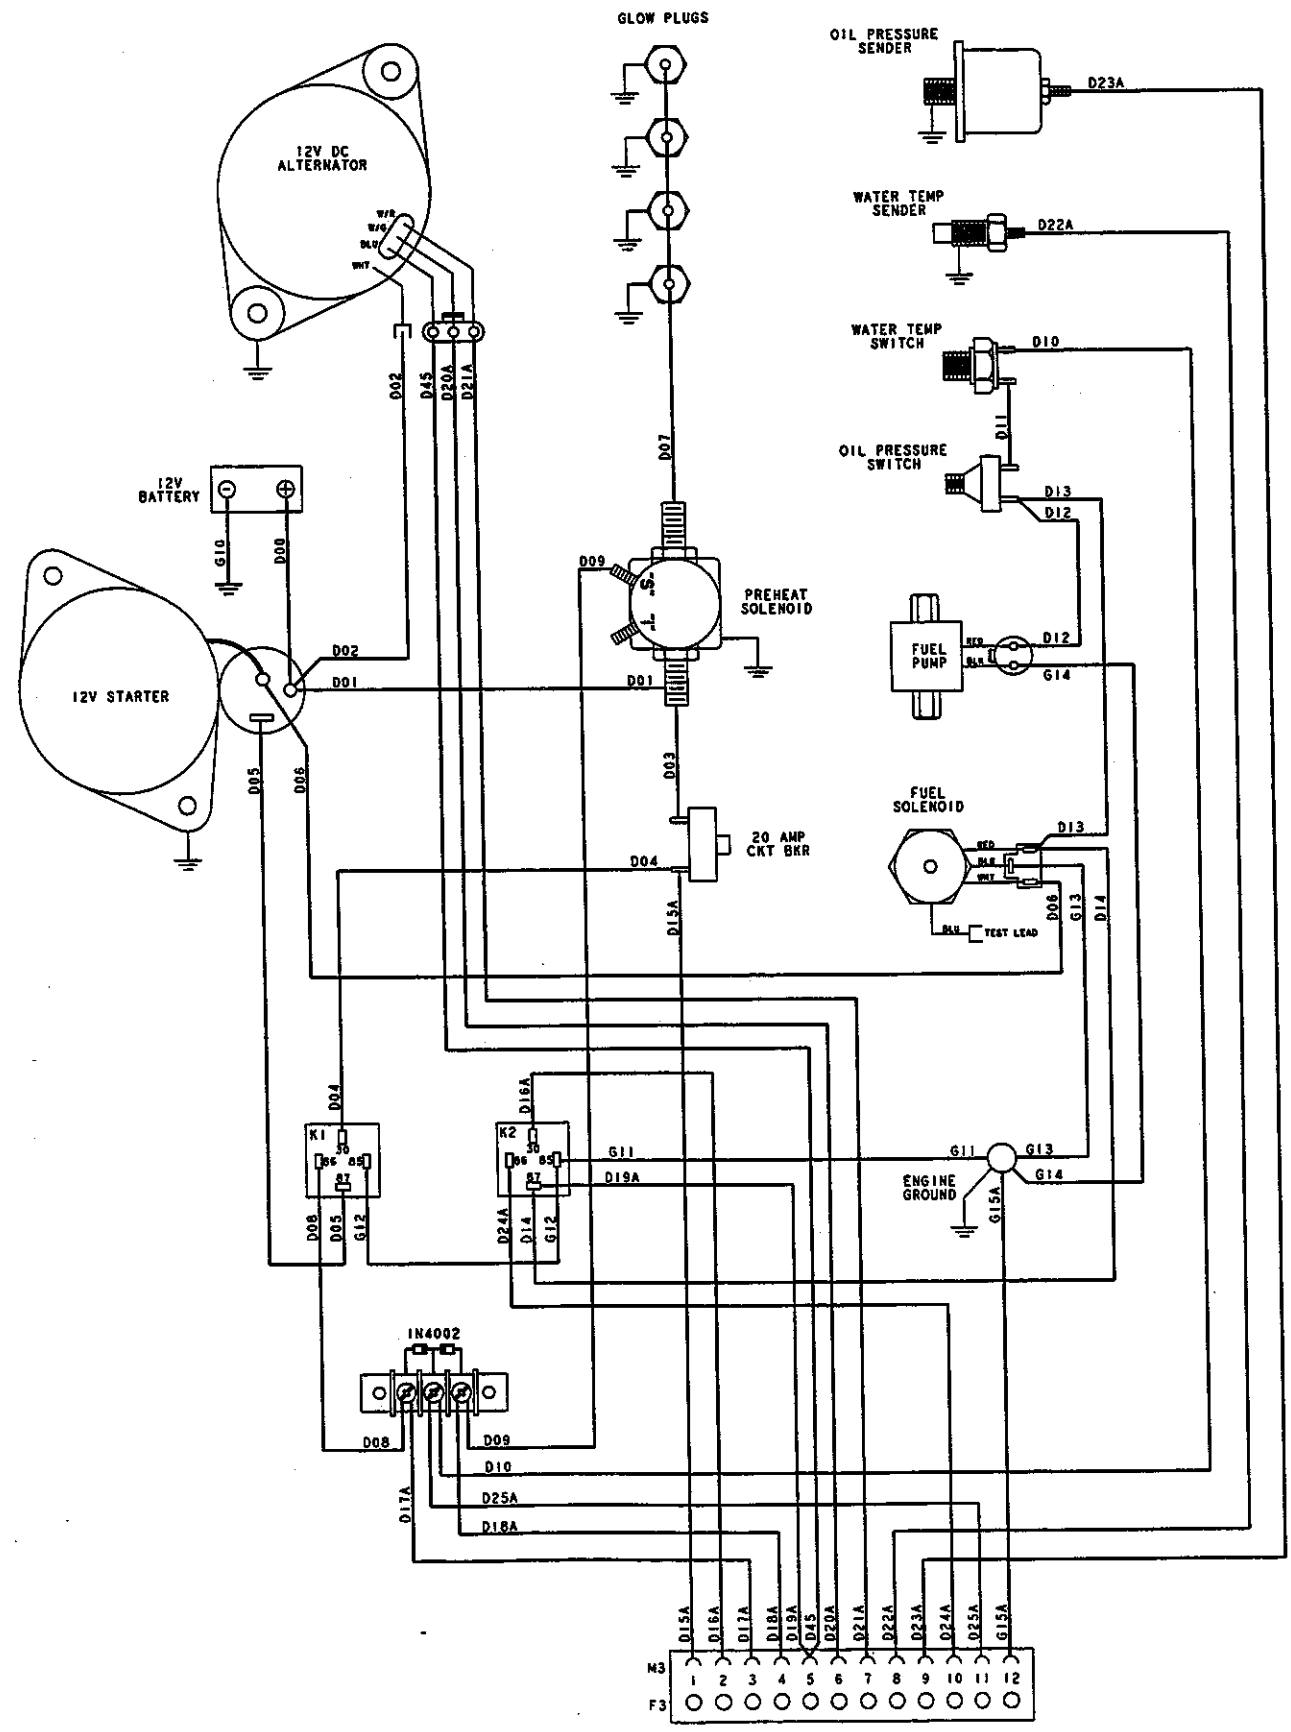 GLOW PLUGS
OIL PRESSURE
SENDER
D23A
12V DC
ALTERNATOR
W/R
W/G
BLU
WHT
WATER TEMP
SENDER
D22A
WATER TEMP
SWITCH
D10
D02
D45
D20A
D21A
D11
D07
OIL PRESSURE
SWITCH
D13
D12
12V
BATTERY
G10
D00
D09
S
I
PREHEAT
SOLENOID
FUEL
PUMP
RED
BLK
D12
G14
12V STARTER
D02
D01
D01
D05
D06
D03
20 AMP
CKT BKR
D04
D15A
FUEL
SOLENOID
D13
RED
BLK
WHT
BLU
TEST LEAD
D06
G13
D14
D04
D16A
K1
30
86
85
87
K2
30
86
85
87
G11
G11
G13
G14
D19A
ENGINE
GROUND
G15A
D08
D05
G12
D24A
D14
G12
1N4002
D08
D09
D10
D17A
D25A
D18A
D15A
D16A
D17A
D18A
D19A
D45
D20A
D21A
D22A
D23A
D24A
D25A
G15A
M3
1 2 3 4 5 6 7 8 9 10 11 12
F3